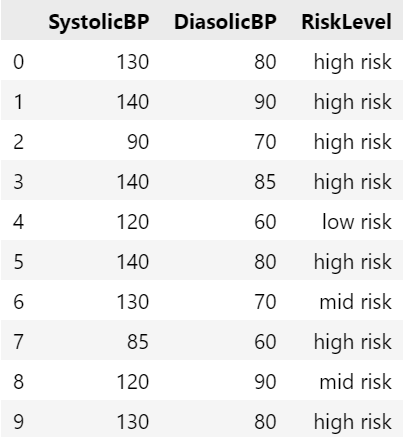 SystolicBP DiasolicBP RiskLevel
0 130 80 high risk
1 140 90 high risk
2 90 70 high risk
3 140 85 high risk
4 120 60 low risk
5 140 80 high risk
6 130 70 mid risk
7 85 60 high risk
8 120 90 mid risk
9 130 80 high risk